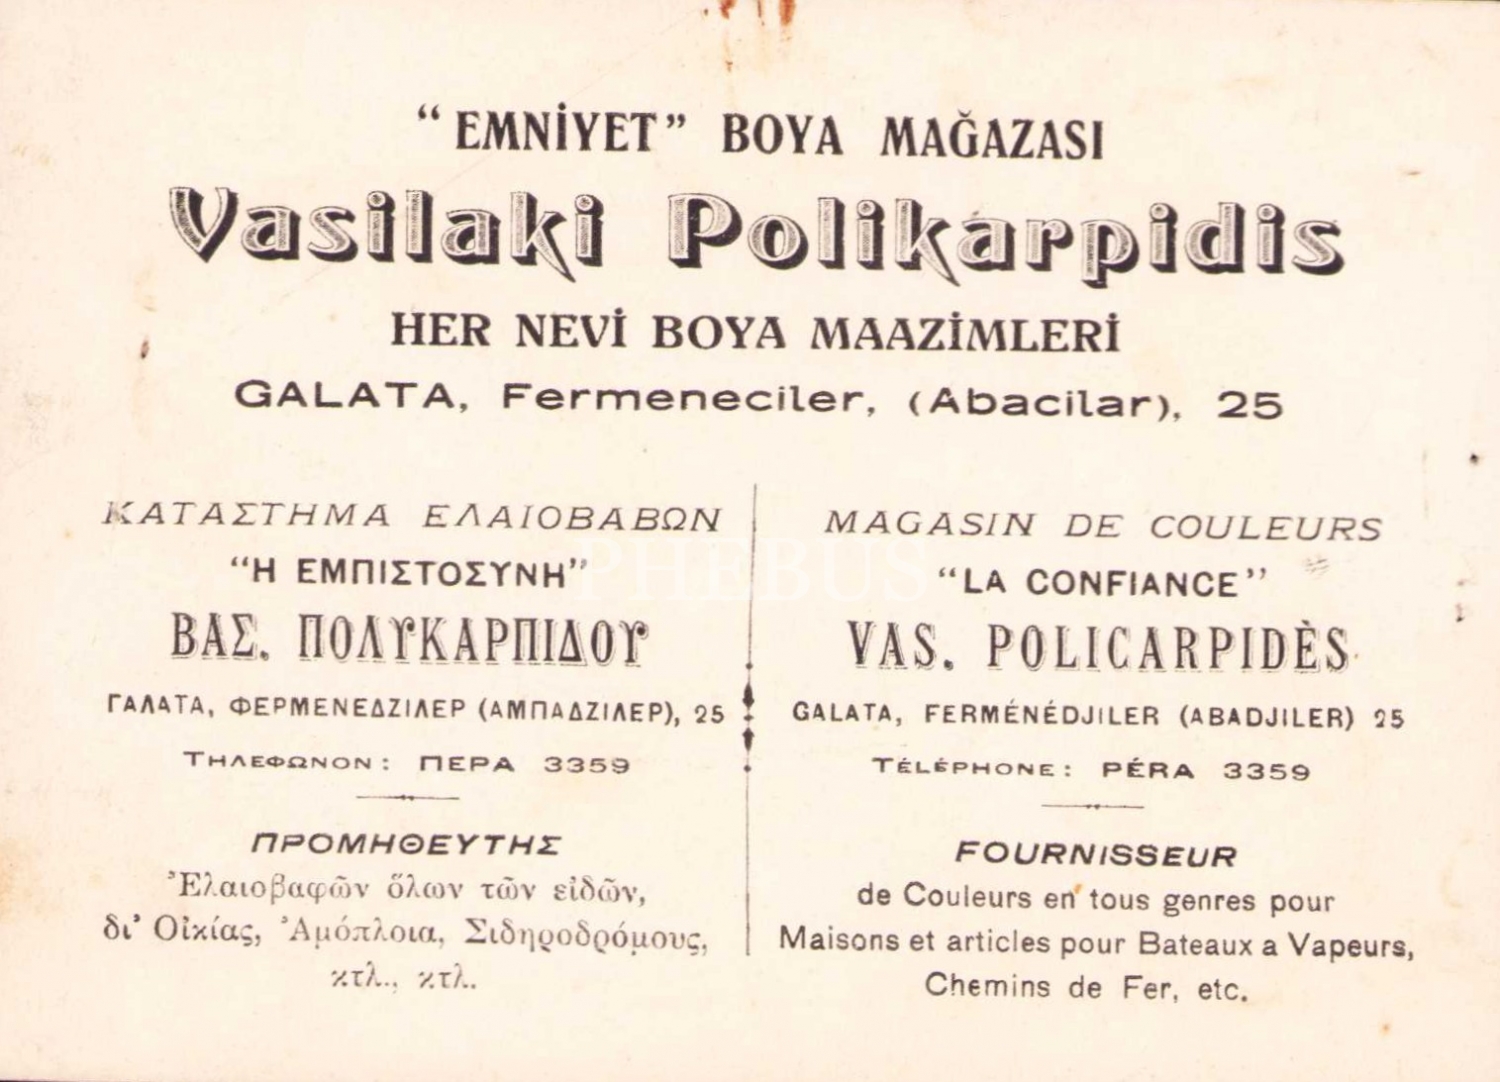 "EMNİYET" BOYA MAĞAZASI
Vasilaki Polikarpidis
HER NEVİ BOYA MAAZİMLERİ
GALATA, Fermeneciler, (Abacilar), 25
ΚΑΤΑΣΤΗΜΑ ΕΛΑΙΟΒΑΒΩΝ
"Η ΕΜΠΙΣΤΟΣΥΝΗ"
ΒΑΣ. ΠΟΛΥΚΑΡΠΙΔΟΥ
ΓΑΛΑΤΑ, ΦΕΡΜΕΝΕΔΖΙΛΕΡ (ΑΜΠΑΔΖΙΛΕΡ), 25
ΤΗΛΕΦΩΝΟΝ: ΠΕΡΑ 3359
ΠΡΟΜΗΘΕΥΤΗΣ
Ἐλαιοβαφῶν ὅλων τῶν εἰδῶν,
δι' Οἰκίας, Ἀμόπλοια, Σιδηροδρόμους,
κτλ., κτλ.
MAGASIN DE COULEURS
"LA CONFIANCE"
VAS. POLICARPIDÈS
GALATA, FERMÉNÉDJILER (ABADJILER) 25
TÉLÉPHONE: PÉRA 3359
FOURNISSEUR
de Couleurs en tous genres pour
Maisons et articles pour Bateaux a Vapeurs,
Chemins de Fer, etc.
PHEBUS